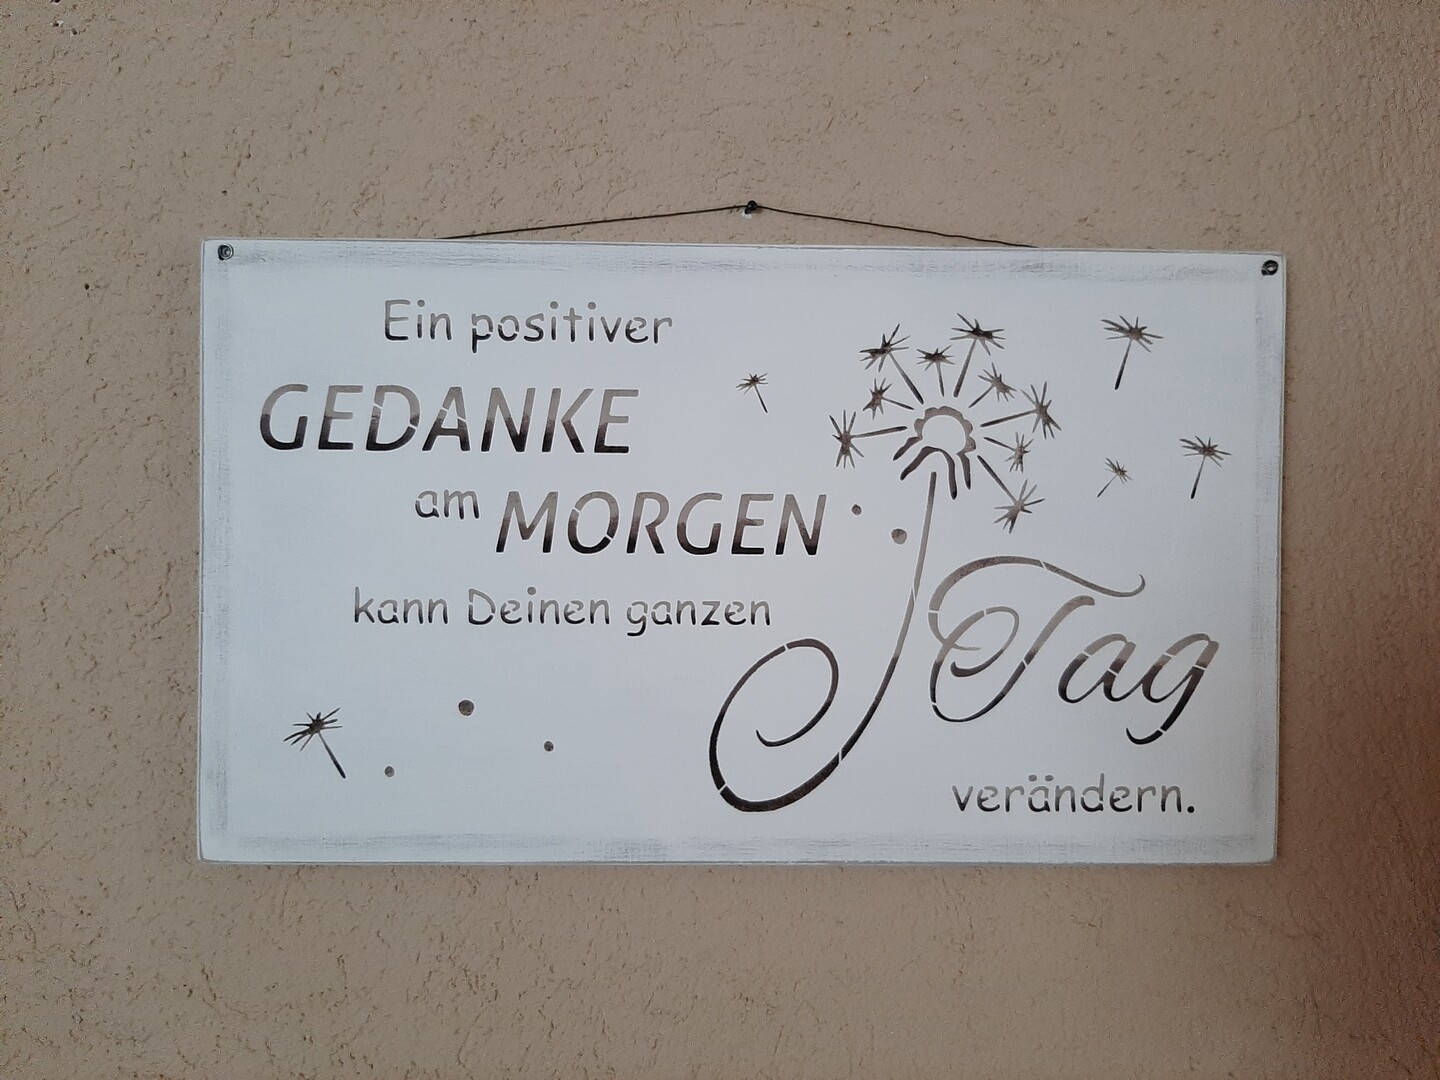 Ein positiver
GEDANKE
am MORGEN
kann Deinen ganzen
Tag
verändern.